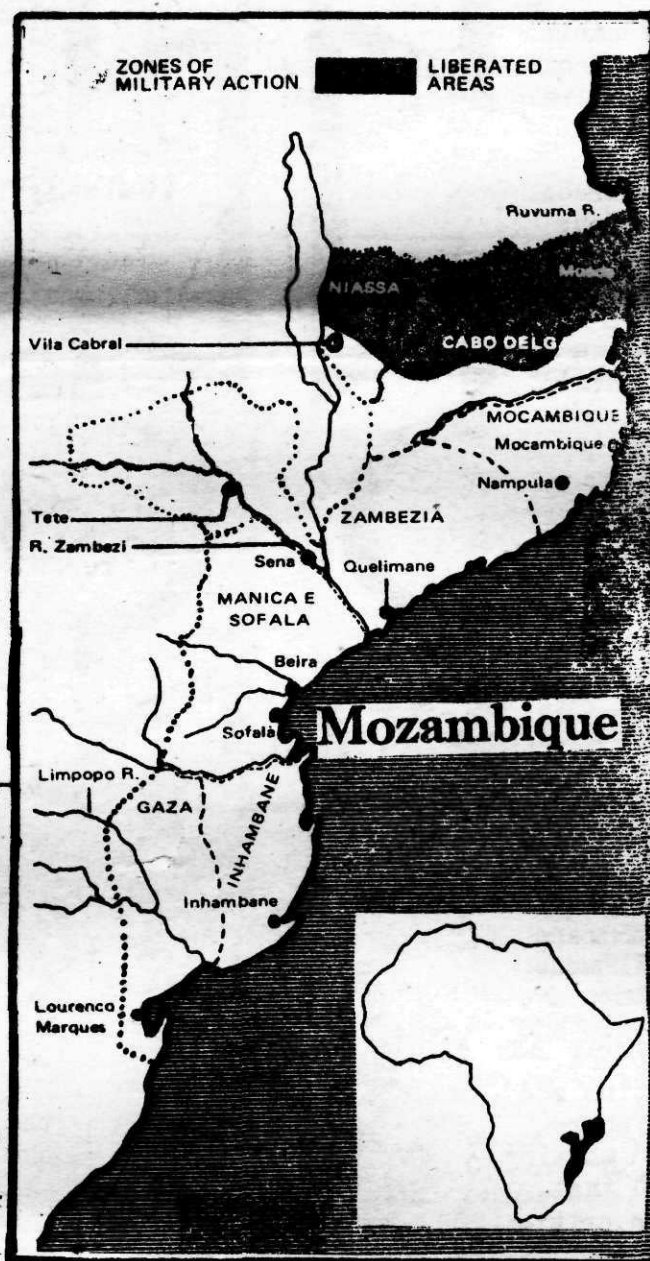 ZONES OF
MILITARY ACTION
LIBERATED
AREAS
Ruvuma R.
Mueda
NIASSA
Vila Cabral
CABO DELG
MOCAMBIQUE
Mocambique
Nampula
Tete
ZAMBEZIA
R. Zambezi
Sena
Quelimane
MANICA E
SOFALA
Beira
Sofala
Mozambique
Limpopo R.
GAZA
INHAMBANE
Inhambane
Lourenco
Marques